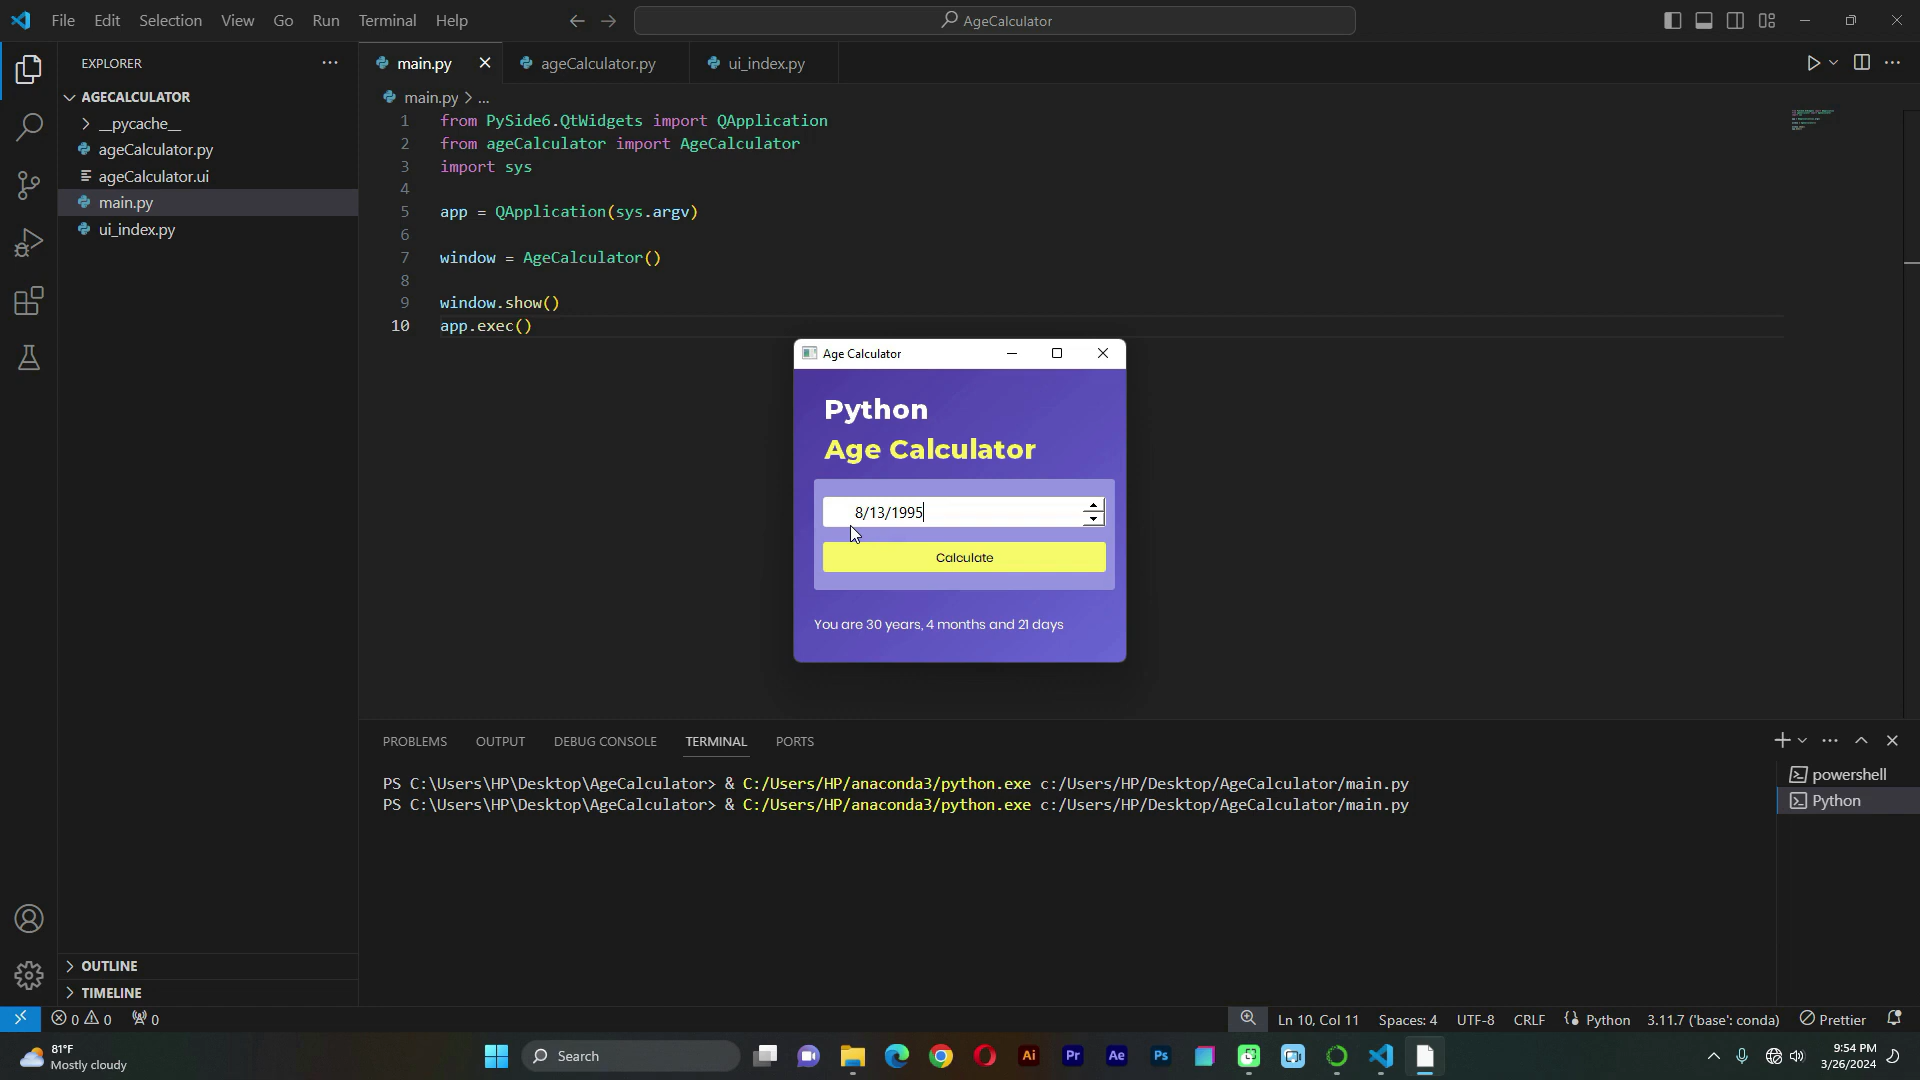 File Edit Selection View Go Run Terminal Help
AgeCalculator
EXPLORER
AGECALCULATOR
__pycache__
ageCalculator.py
ageCalculator.ui
main.py
ui_index.py
OUTLINE
TIMELINE
main.py
ageCalculator.py
ui_index.py
main.py > ...
1 from PySide6.QtWidgets import QApplication
2 from ageCalculator import AgeCalculator
3 import sys
4
5 app = QApplication(sys.argv)
6
7 window = AgeCalculator()
8
9 window.show()
10 app.exec()
Age Calculator
Python
Age Calculator
8/13/1995
Calculate
You are 30 years, 4 months and 21 days
PROBLEMS OUTPUT DEBUG CONSOLE TERMINAL PORTS
PS C:\Users\HP\Desktop\AgeCalculator> & C:/Users/HP/anaconda3/python.exe c:/Users/HP/Desktop/AgeCalculator/main.py
PS C:\Users\HP\Desktop\AgeCalculator> & C:/Users/HP/anaconda3/python.exe c:/Users/HP/Desktop/AgeCalculator/main.py
powershell
Python
0 0 0
Ln 10, Col 11 Spaces: 4 UTF-8 CRLF Python 3.11.7 ('base': conda) Prettier
81°F
Mostly cloudy
Search
Ai Pr Ae Ps
9:54 PM
3/26/2024